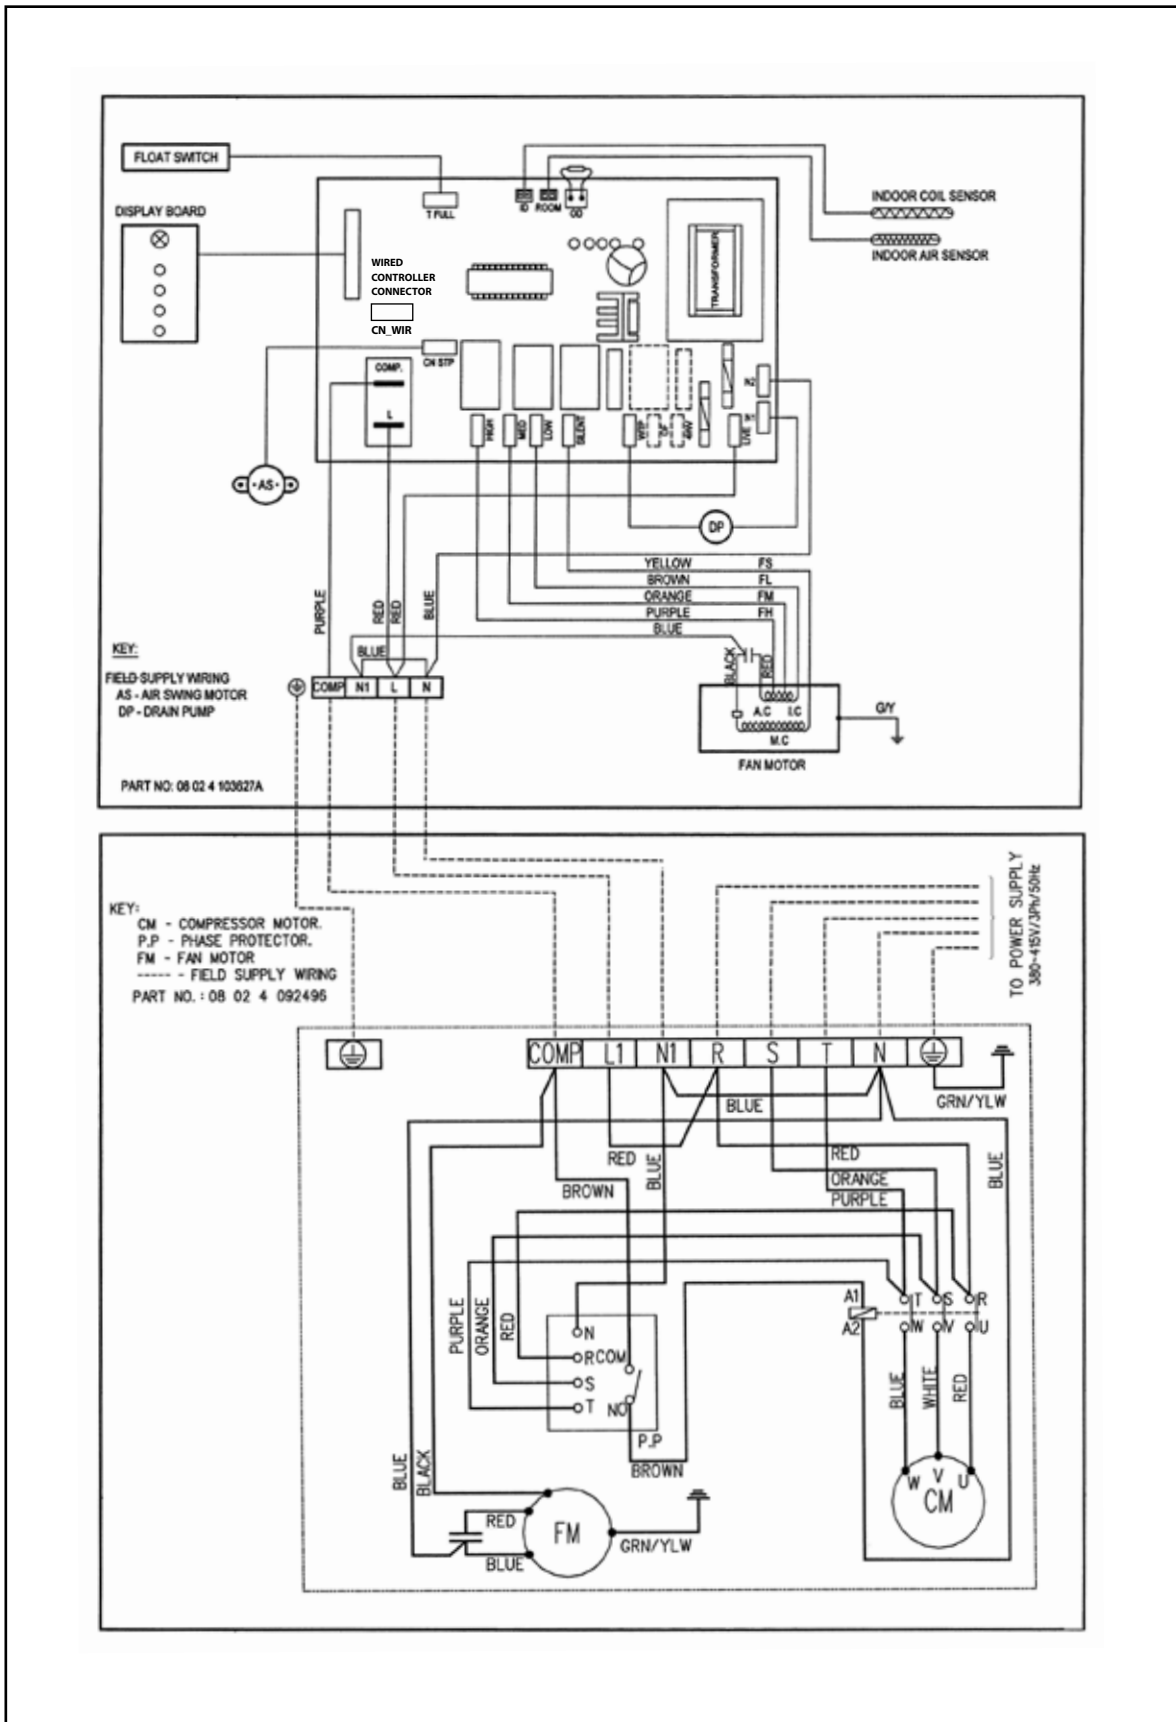 FLOAT SWITCH
DISPLAY BOARD
T FULL
ID
ROOM
OD
INDOOR COIL SENSOR
INDOOR AIR SENSOR
WIRED
CONTROLLER
CONNECTOR
CN_WIR
TRANSFORMER
CN STP
COMP.
L
HIGH
MED
LOW
SILENT
WTP
OF
4WV
LIVE
N2
N1
-AS-
DP
YELLOW FS
BROWN FL
ORANGE FM
PURPLE FH
BLUE
PURPLE
RED
RED
BLUE
BLUE
BLACK
RED
KEY:
FIELD SUPPLY WIRING
AS - AIR SWING MOTOR
DP - DRAIN PUMP
COMP N1 L N
A.C I.C
M.C
G/Y
FAN MOTOR
PART NO: 08 02 4 103627A
KEY:
CM - COMPRESSOR MOTOR.
P.P - PHASE PROTECTOR.
FM - FAN MOTOR
----- - FIELD SUPPLY WIRING
PART NO. : 08 02 4 092496
TO POWER SUPPLY
380-415V/3Ph/50Hz
COMP L1 N1 R S T N
BLUE
GRN/YLW
RED
BLUE
RED
BLUE
BROWN
ORANGE
PURPLE
PURPLE
ORANGE
RED
A1
A2
T S R
W V U
N
R COM
S
T NO
P.P
BROWN
BLUE
WHITE
RED
BLUE
BLACK
W V U
CM
RED
FM
BLUE
GRN/YLW